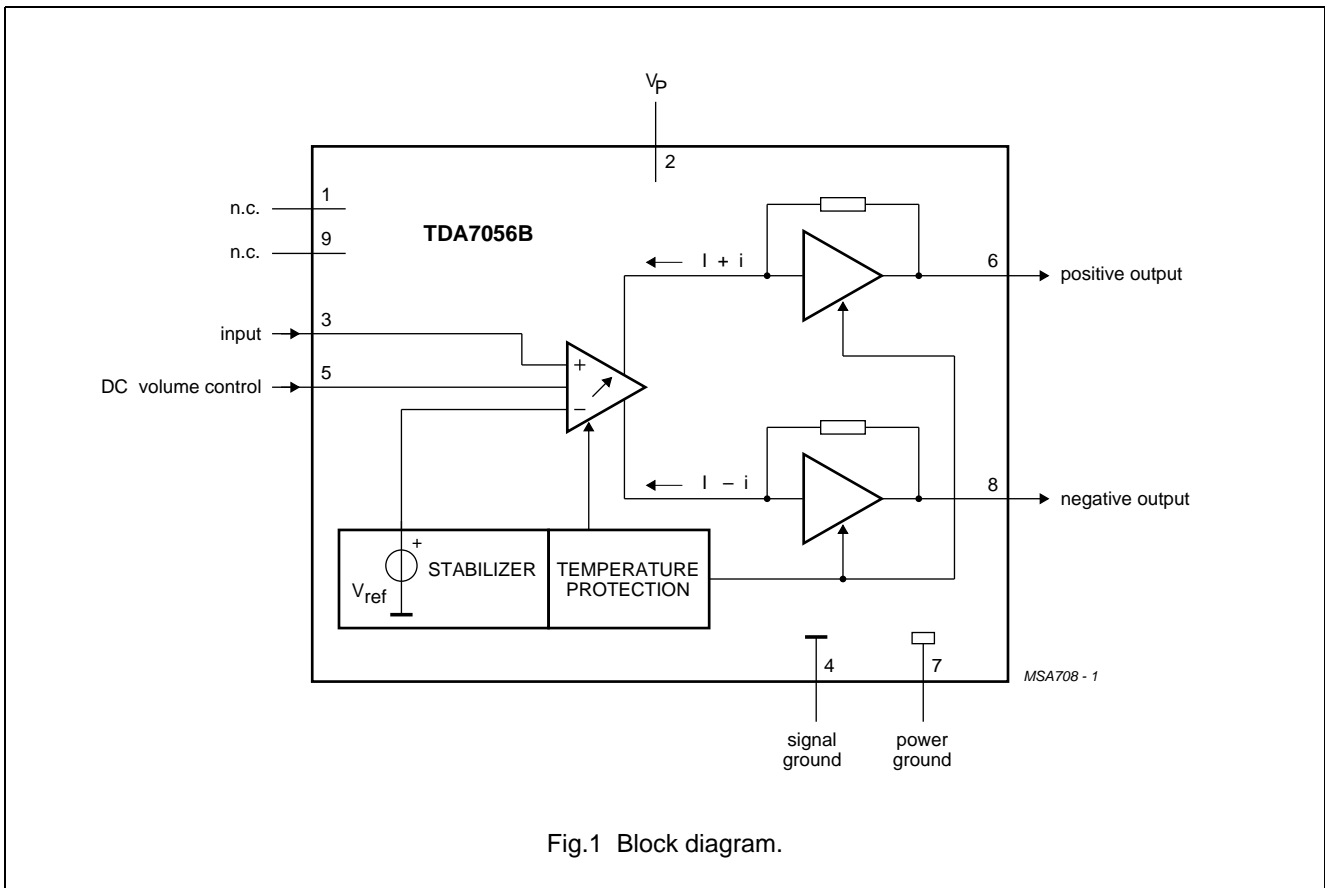 VP
2
1
n.c.
TDA7056B
9
n.c.
I + i
6
positive output
3
input
+
5
DC volume control
−
I − i
8
negative output
+
STABILIZER
Vref
TEMPERATURE
PROTECTION
4
7
MSA708 - 1
signal
ground
power
ground
Fig.1 Block diagram.